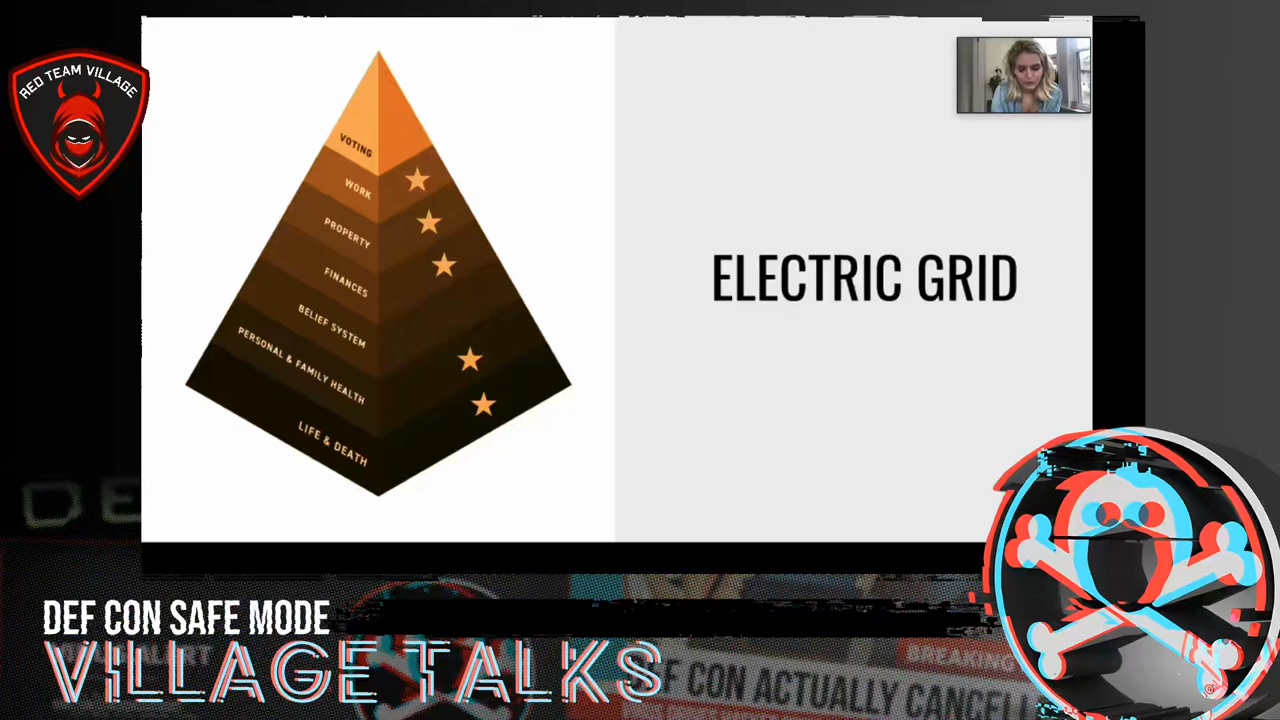 RED TEAM VILLAGE
VOTING
WORK
PROPERTY
FINANCES
BELIEF SYSTEM
PERSONAL & FAMILY HEALTH
LIFE & DEATH
ELECTRIC GRID
DEF CON SAFE MODE
VILLAGE TALKS
BREAKING
DEF CON ACTUALLY